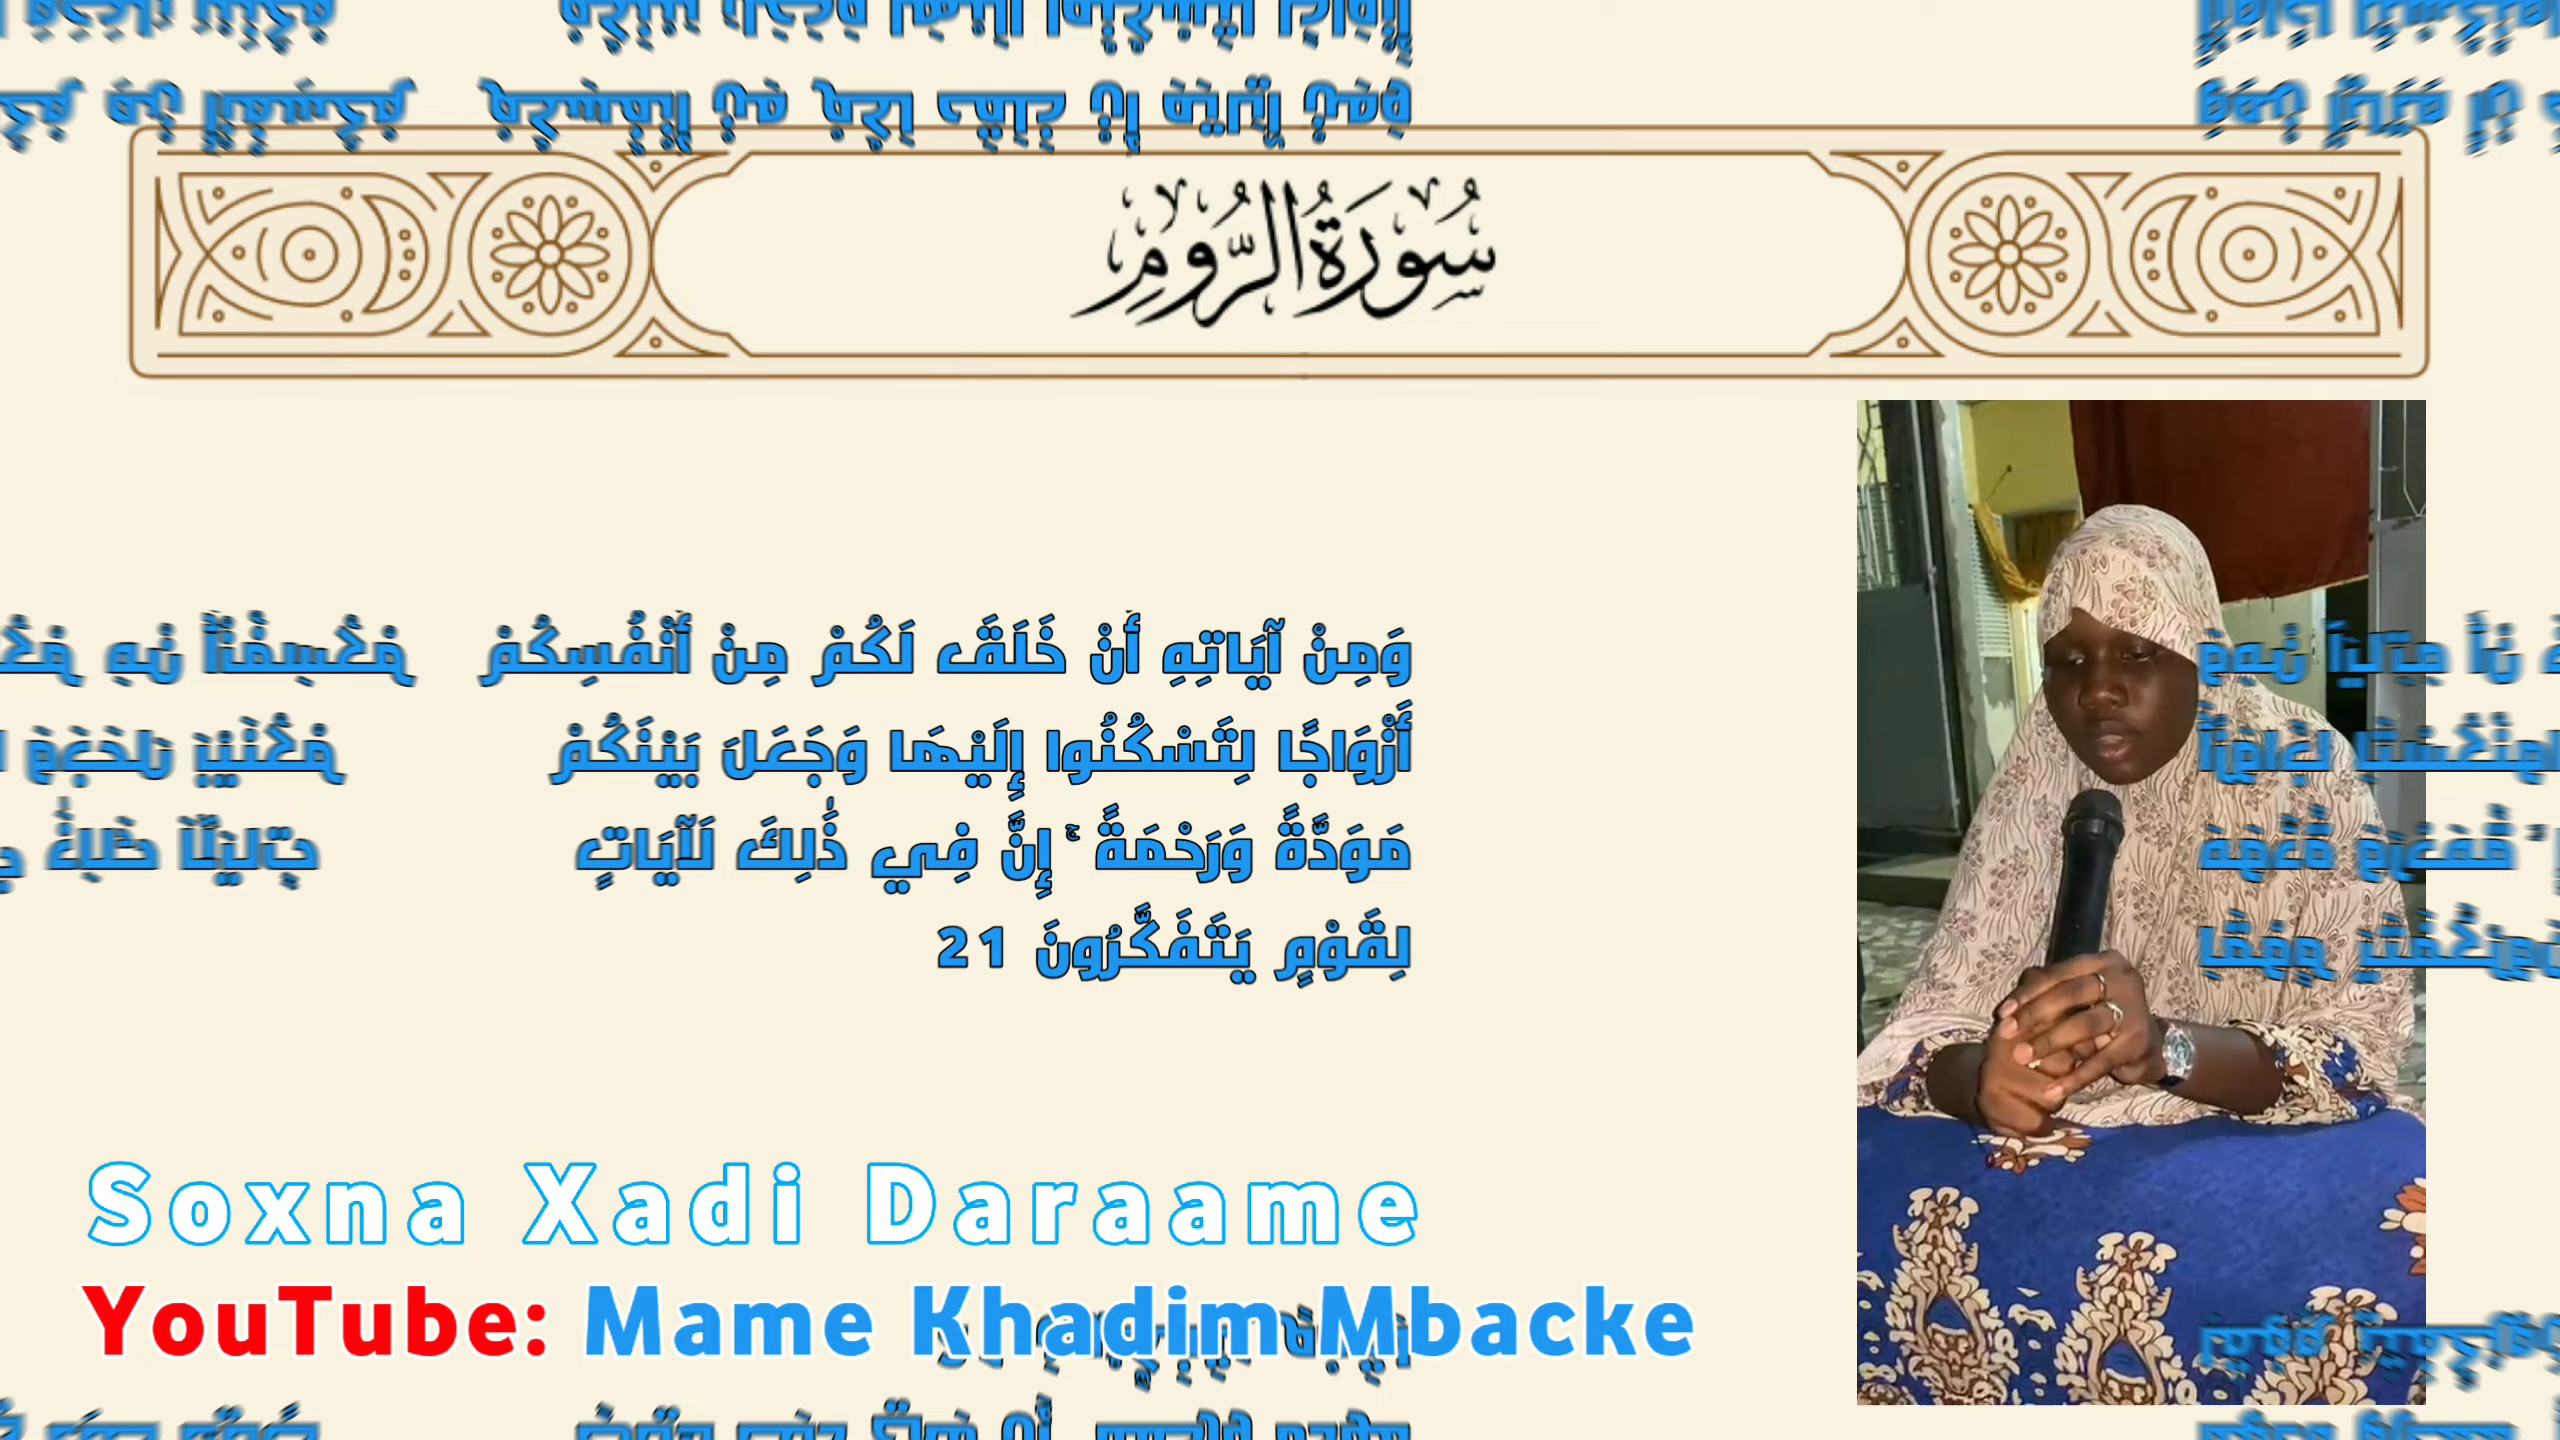 سُورَةُ الرُّومِ
وَمِنْ آيَاتِهِ أَنْ خَلَقَ لَكُمْ مِنْ أَنْفُسِكُمْ
أَزْوَاجًا لِتَسْكُنُوا إِلَيْهَا وَجَعَلَ بَيْنَكُمْ
مَوَدَّةً وَرَحْمَةً ۚ إِنَّ فِي ذَٰلِكَ لَآيَاتٍ
لِقَوْمٍ يَتَفَكَّرُونَ 21
Soxna Xadi Daraame
YouTube: Mame Khadim Mbacke